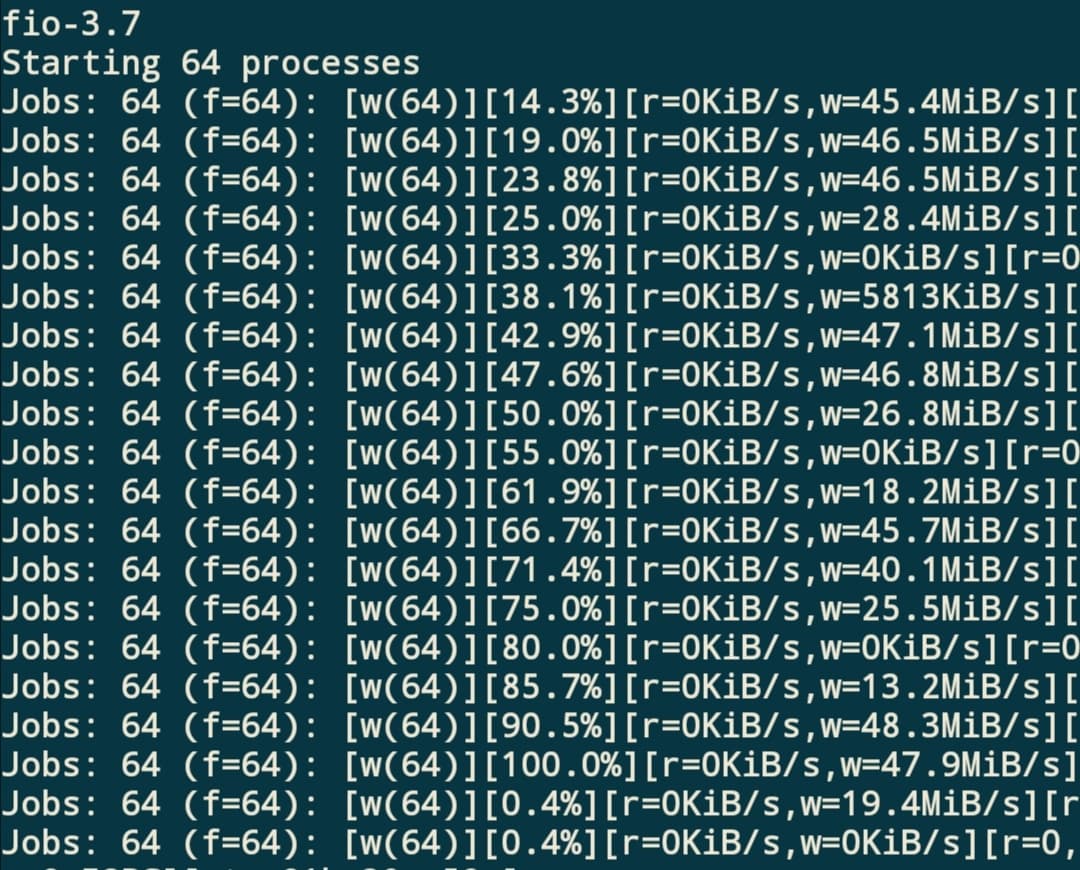 fio-3.7
Starting 64 processes
Jobs: 64 (f=64): [w(64)][14.3%][r=0KiB/s,w=45.4MiB/s][
Jobs: 64 (f=64): [w(64)][19.0%][r=0KiB/s,w=46.5MiB/s][
Jobs: 64 (f=64): [w(64)][23.8%][r=0KiB/s,w=46.5MiB/s][
Jobs: 64 (f=64): [w(64)][25.0%][r=0KiB/s,w=28.4MiB/s][
Jobs: 64 (f=64): [w(64)][33.3%][r=0KiB/s,w=0KiB/s][r=0
Jobs: 64 (f=64): [w(64)][38.1%][r=0KiB/s,w=5813KiB/s][
Jobs: 64 (f=64): [w(64)][42.9%][r=0KiB/s,w=47.1MiB/s][
Jobs: 64 (f=64): [w(64)][47.6%][r=0KiB/s,w=46.8MiB/s][
Jobs: 64 (f=64): [w(64)][50.0%][r=0KiB/s,w=26.8MiB/s][
Jobs: 64 (f=64): [w(64)][55.0%][r=0KiB/s,w=0KiB/s][r=0
Jobs: 64 (f=64): [w(64)][61.9%][r=0KiB/s,w=18.2MiB/s][
Jobs: 64 (f=64): [w(64)][66.7%][r=0KiB/s,w=45.7MiB/s][
Jobs: 64 (f=64): [w(64)][71.4%][r=0KiB/s,w=40.1MiB/s][
Jobs: 64 (f=64): [w(64)][75.0%][r=0KiB/s,w=25.5MiB/s][
Jobs: 64 (f=64): [w(64)][80.0%][r=0KiB/s,w=0KiB/s][r=0
Jobs: 64 (f=64): [w(64)][85.7%][r=0KiB/s,w=13.2MiB/s][
Jobs: 64 (f=64): [w(64)][90.5%][r=0KiB/s,w=48.3MiB/s][
Jobs: 64 (f=64): [w(64)][100.0%][r=0KiB/s,w=47.9MiB/s]
Jobs: 64 (f=64): [w(64)][0.4%][r=0KiB/s,w=19.4MiB/s][r
Jobs: 64 (f=64): [w(64)][0.4%][r=0KiB/s,w=0KiB/s][r=0,